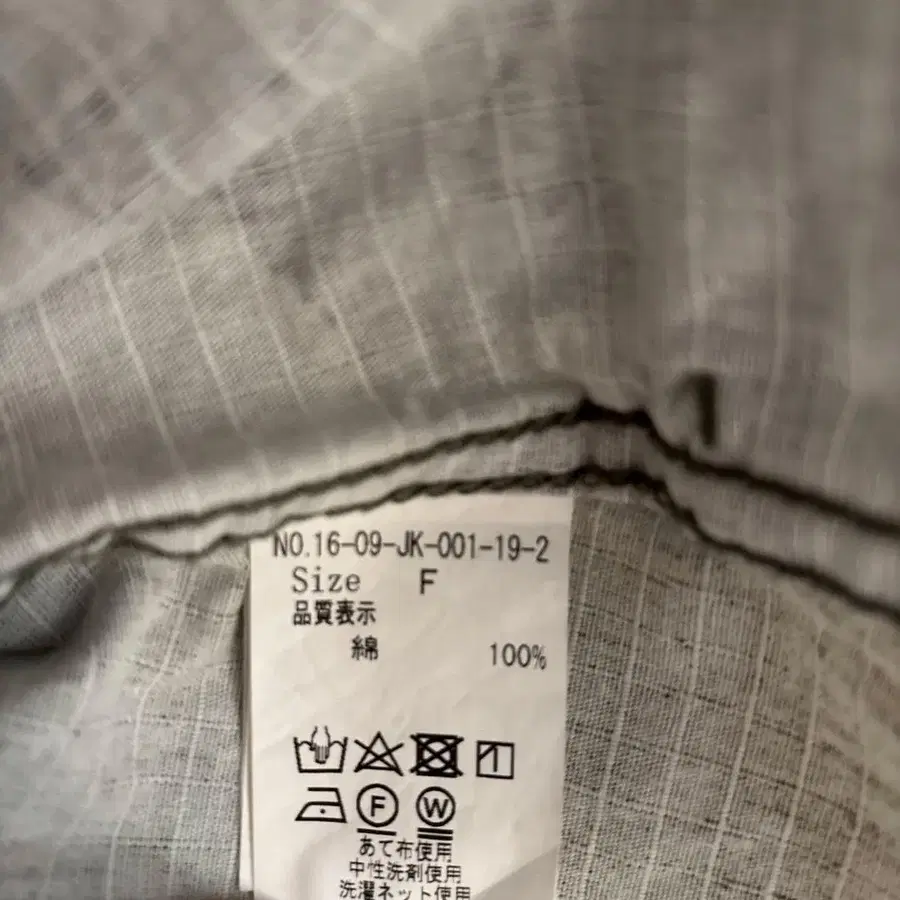 NO.16-09-JK-001-19-2
Size F
品質表示
綿 100%
F W
あて布使用
中性洗剤使用
洗濯ネット使用